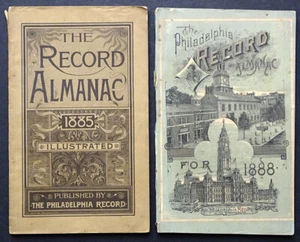 THE
RECORD
ALMANAC
1885
ILLUSTRATED
PUBLISHED BY
THE PHILADELPHIA RECORD
The Philadelphia
RECORD
ALMANAC
FOR 1888